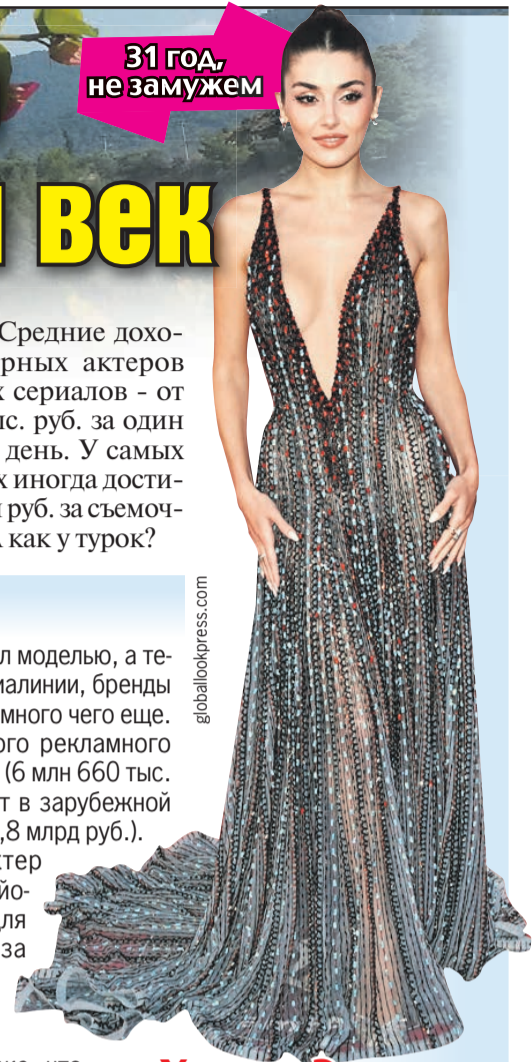 31 год,
не замужем
век
Средние дохо-
рных актеров
х сериалов - от
ыс. руб. за один
день. У самых
х иногда дости-
руб. за съемоч-
как у турок?
globallookpress.com
л моделью, а те-
иалинии, бренды
много чего еще.
ого рекламного
(6 млн 660 тыс.
т в зарубежной
,8 млрд руб.).
ктер
йо-
для
за